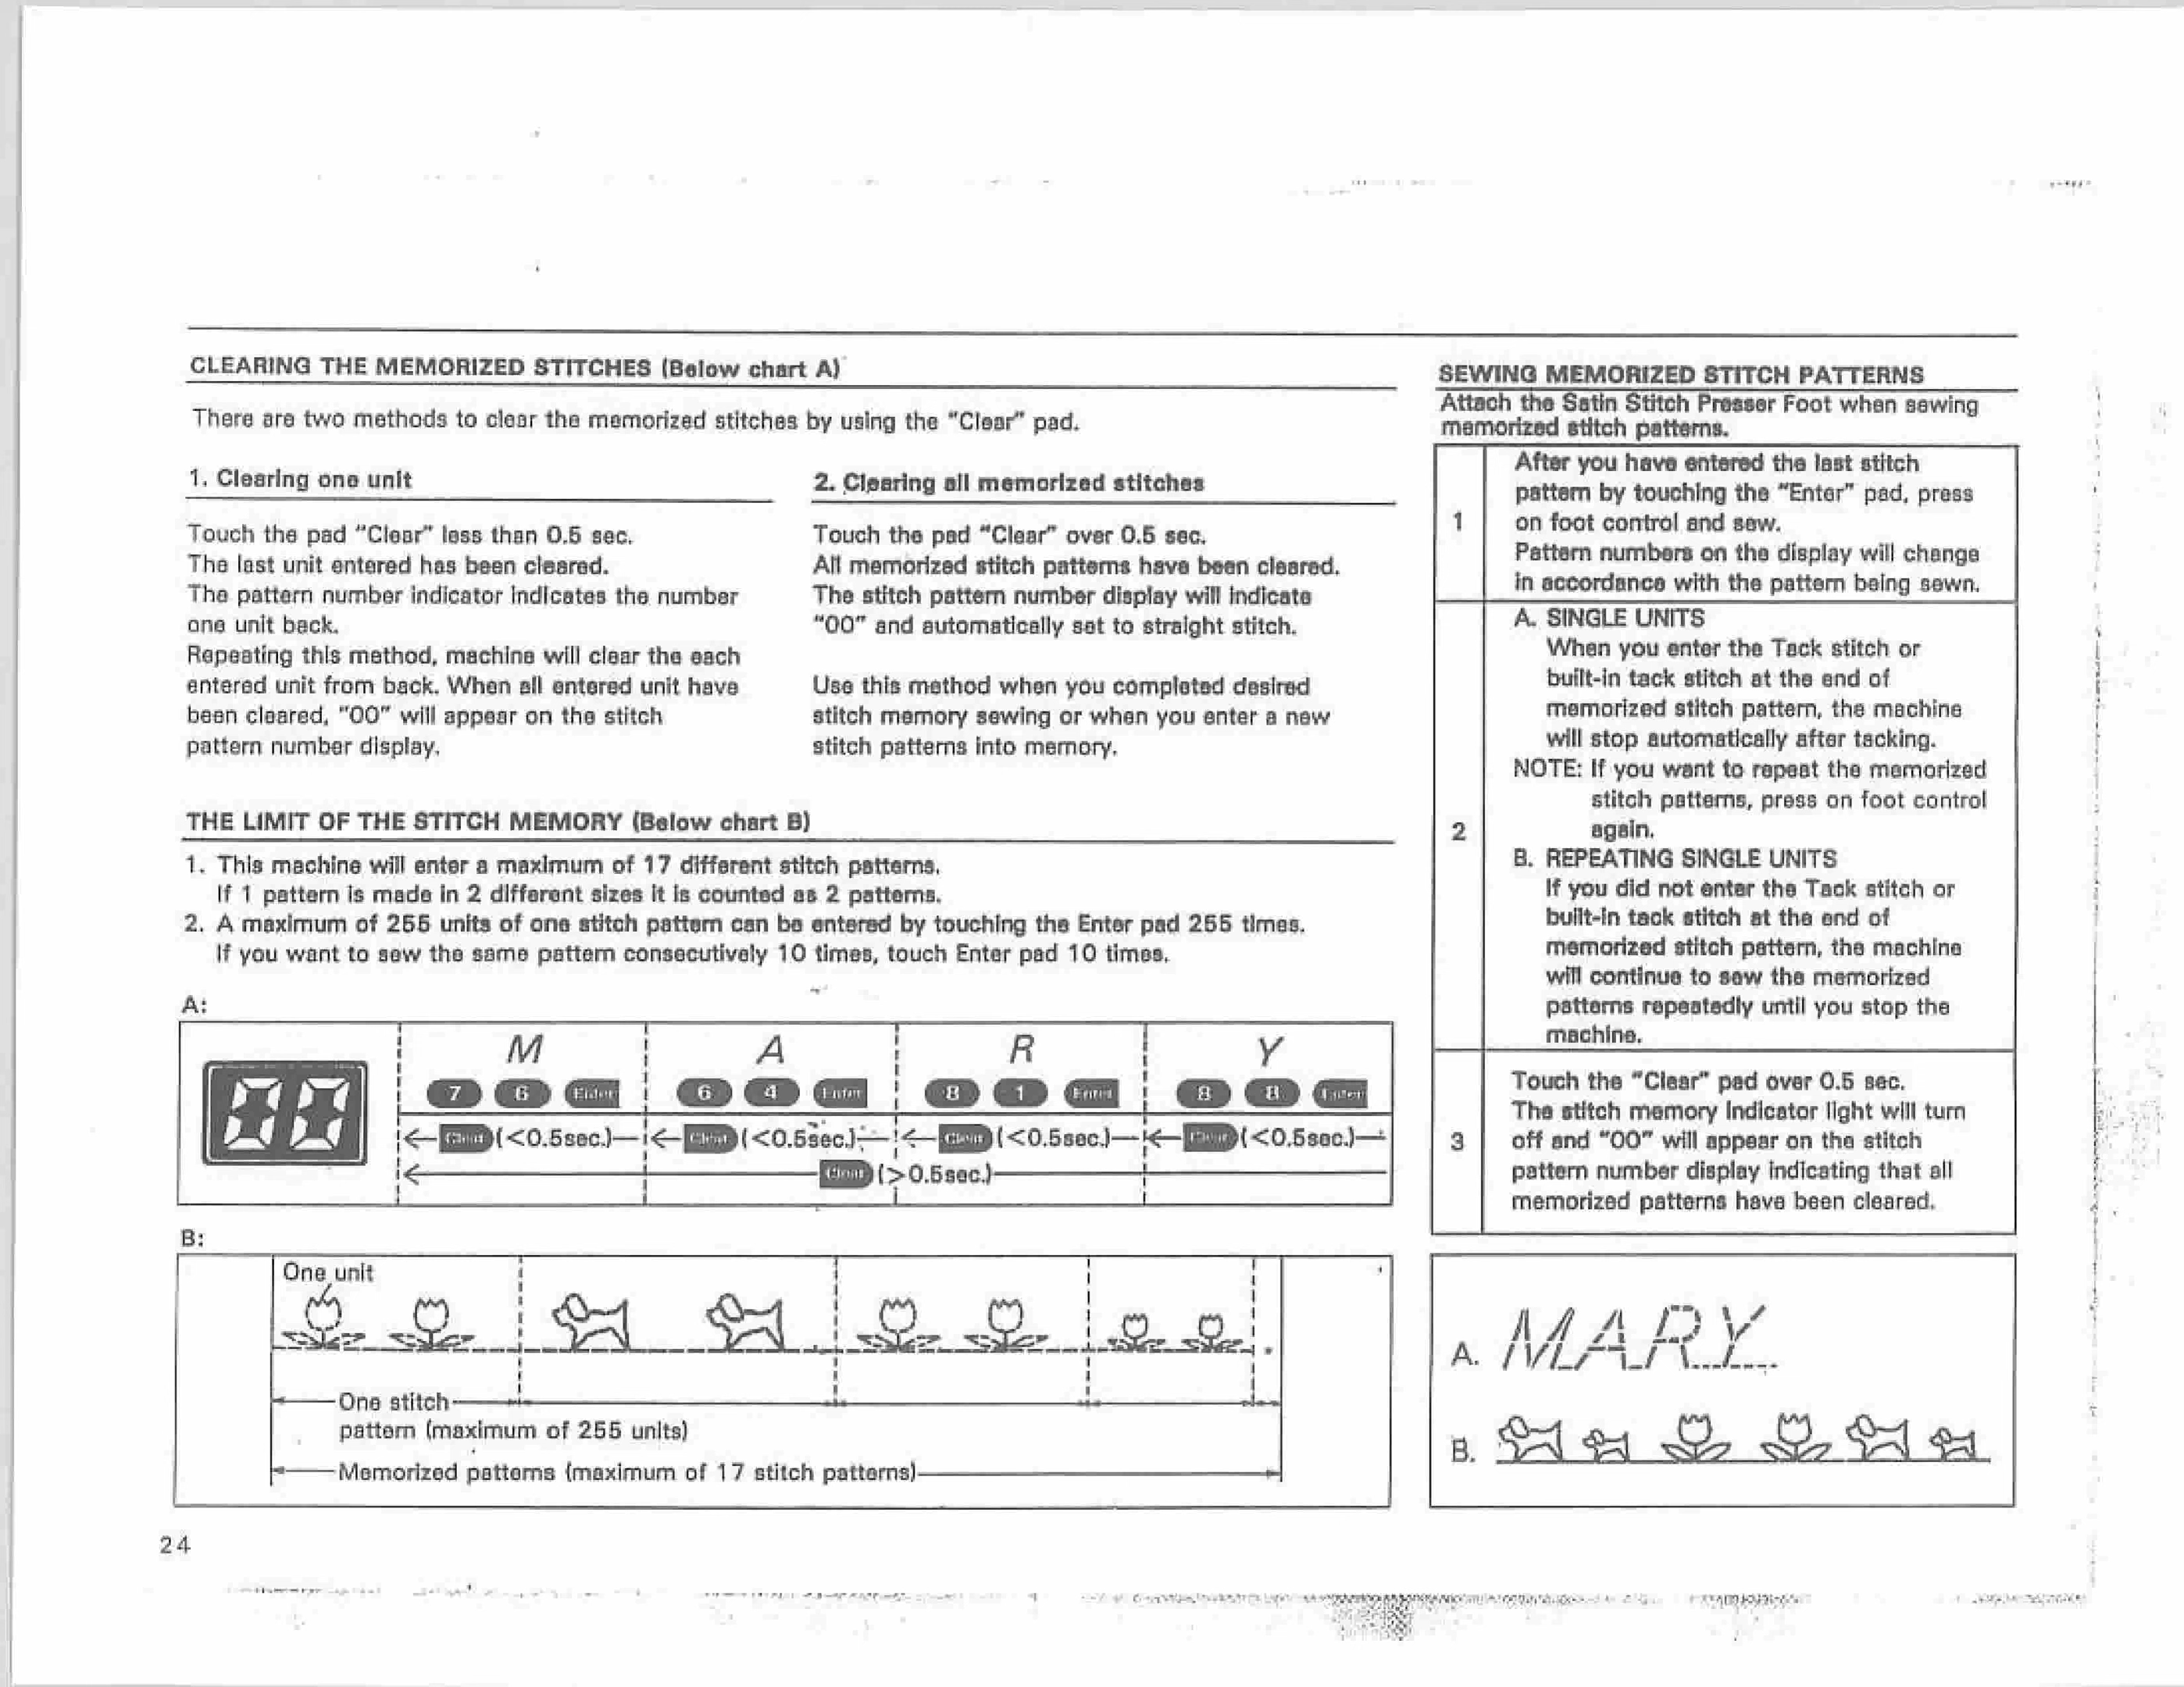 CLEARING THE MEMORIZED STITCHES (Below chart A)
There are two methods to clear the memorized stitches by using the "Clear" pad.
1. Clearing one unit
Touch the pad "Clear" less than 0.5 sec.
The last unit entered has been cleared.
The pattern number indicator indicates the number
one unit back.
Repeating this method, machine will clear the each
entered unit from back. When all entered unit have
been cleared, "00" will appear on the stitch
pattern number display.
2. Clearing all memorized stitches
Touch the pad "Clear" over 0.5 sec.
All memorized stitch patterns have been cleared.
The stitch pattern number display will indicate
"00" and automatically set to straight stitch.
Use this method when you completed desired
stitch memory sewing or when you enter a new
stitch patterns into memory.
THE LIMIT OF THE STITCH MEMORY (Below chart B)
1. This machine will enter a maximum of 17 different stitch patterns.
If 1 pattern is made in 2 different sizes it is counted as 2 patterns.
2. A maximum of 255 units of one stitch pattern can be entered by touching the Enter pad 255 times.
If you want to sew the same pattern consecutively 10 times, touch Enter pad 10 times.
A:
M A R Y
00 7 6 Enter 6 4 Enter 8 1 Enter 8 8 Enter
Clear (<0.5sec.) Clear (<0.5sec.) Clear (<0.5sec.) Clear (<0.5sec.)
Clear (>0.5sec.)
B:
One unit
One stitch
pattern (maximum of 255 units)
Memorized patterns (maximum of 17 stitch patterns)
24
SEWING MEMORIZED STITCH PATTERNS
Attach the Satin Stitch Presser Foot when sewing
memorized stitch patterns.
1
After you have entered the last stitch
pattern by touching the "Enter" pad, press
on foot control and sew.
Pattern numbers on the display will change
in accordance with the pattern being sewn.
2
A. SINGLE UNITS
When you enter the Tack stitch or
built-in tack stitch at the end of
memorized stitch pattern, the machine
will stop automatically after tacking.
NOTE: If you want to repeat the memorized
stitch patterns, press on foot control
again.
B. REPEATING SINGLE UNITS
If you did not enter the Tack stitch or
built-in tack stitch at the end of
memorized stitch pattern, the machine
will continue to sew the memorized
patterns repeatedly until you stop the
machine.
3
Touch the "Clear" pad over 0.5 sec.
The stitch memory indicator light will turn
off and "00" will appear on the stitch
pattern number display indicating that all
memorized patterns have been cleared.
A. MARY
B.